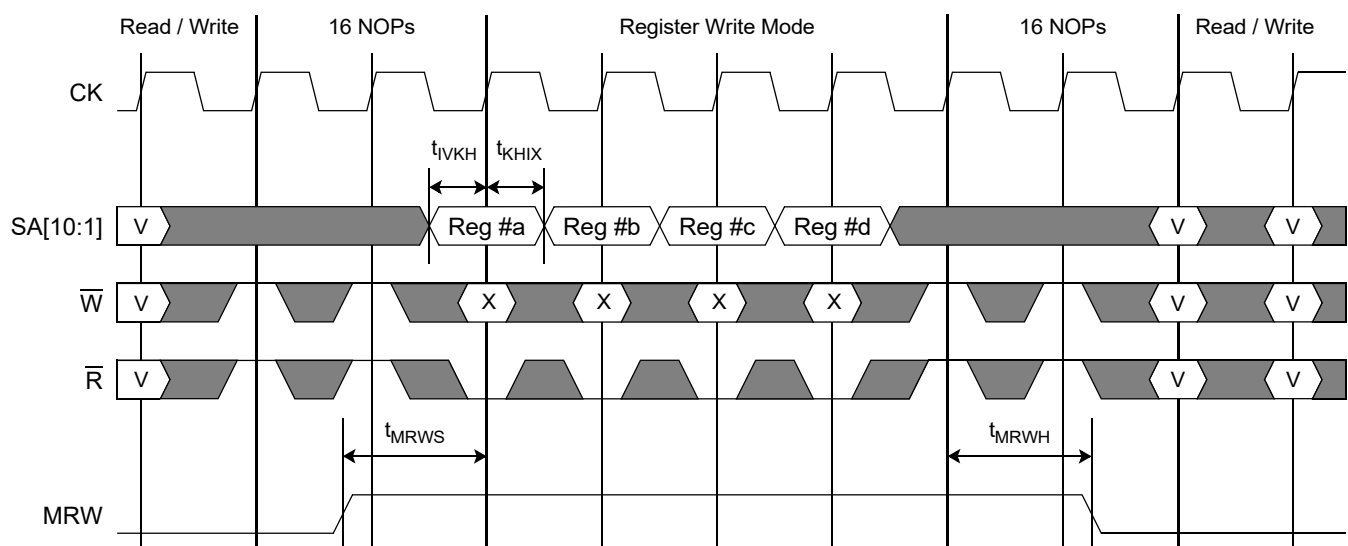 Read / Write 16 NOPs Register Write Mode 16 NOPs Read / Write
CK
tIVKH tKHIX
SA[10:1] V Reg #a Reg #b Reg #c Reg #d V V
W̅ V X X X X V V
R̅ V V V
tMRWS tMRWH
MRW